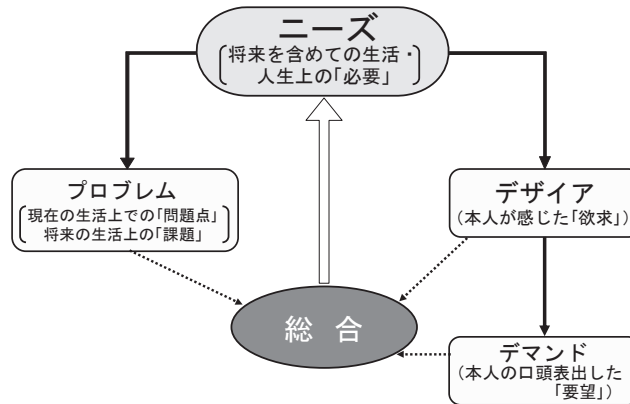 ニーズ
将来を含めての生活・
人生上の「必要」
プロブレム
現在の生活上での「問題点」
将来の生活上の「課題」
デザイア
(本人が感じた「欲求」)
総合
デマンド
(本人の口頭表出した
「要望」)